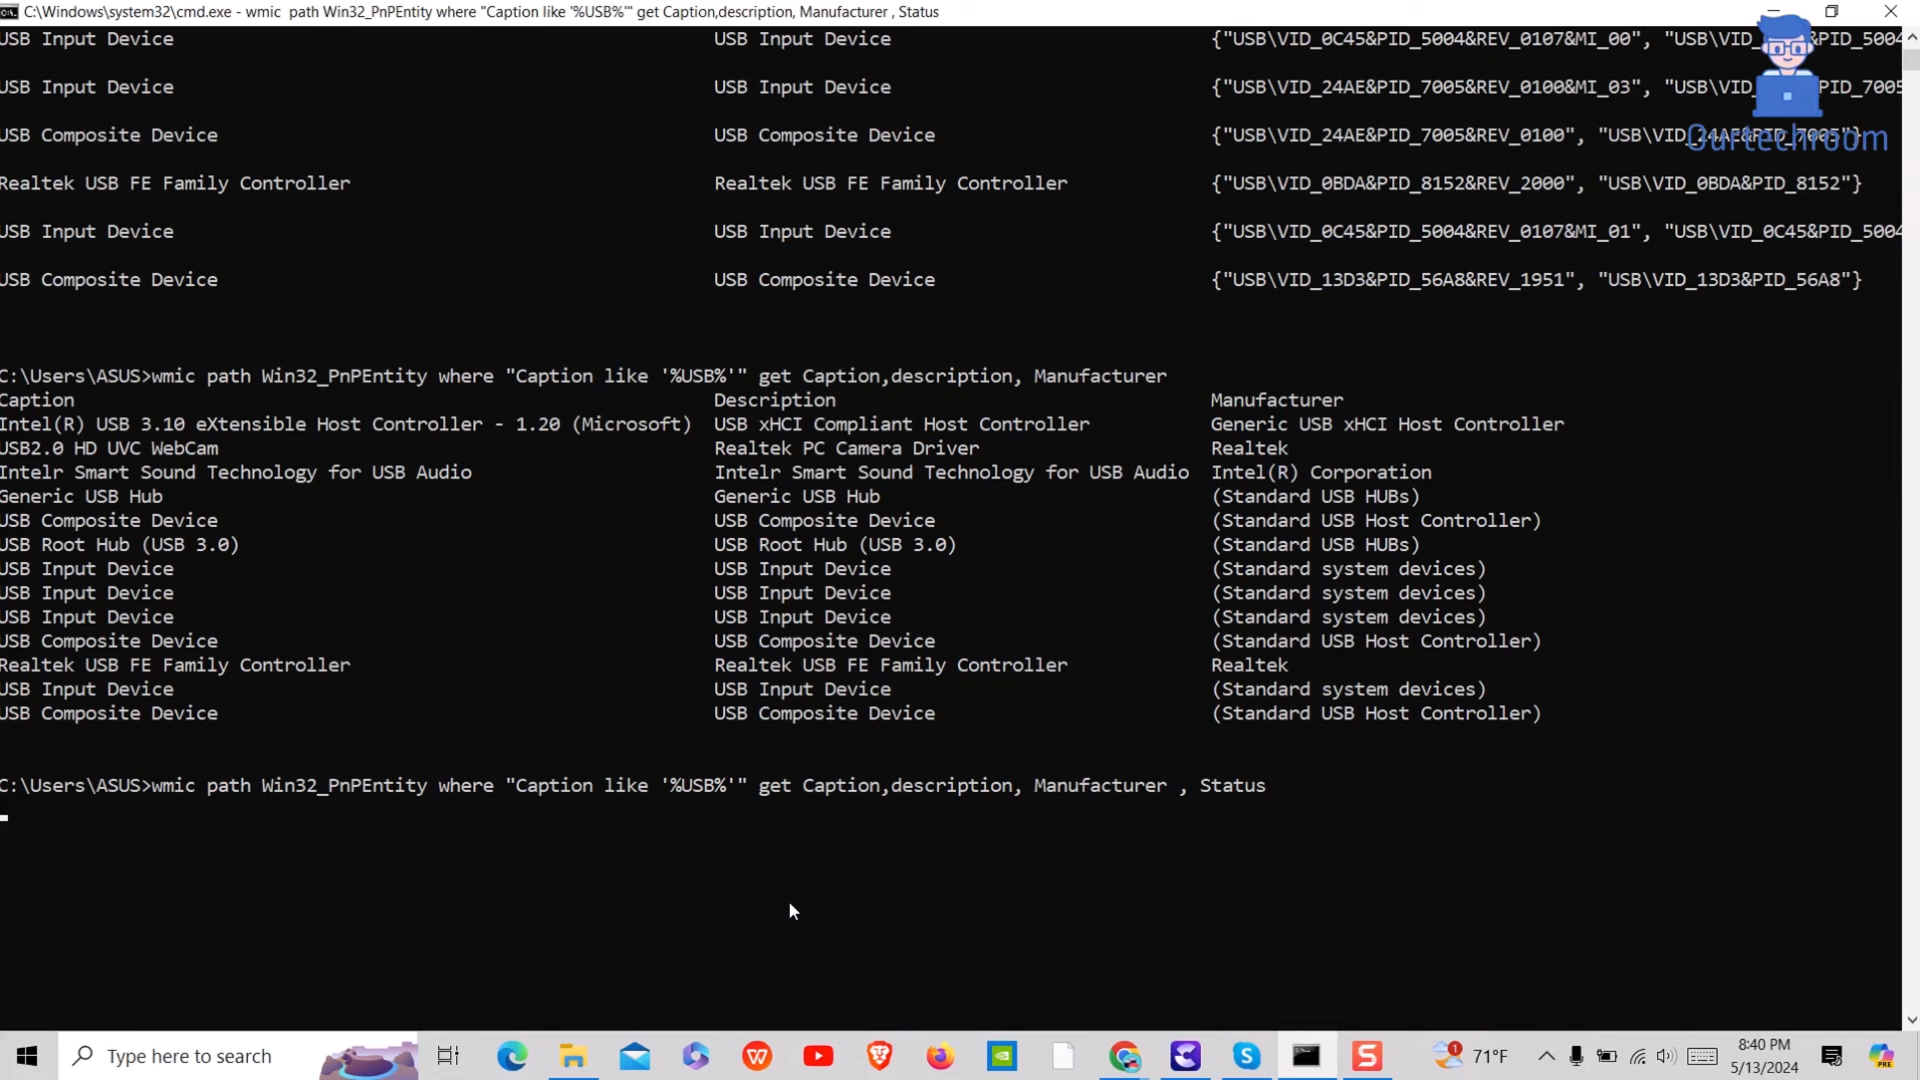 C:\Windows\system32\cmd.exe - wmic path Win32_PnPEntity where "Caption like '%USB%'" get Caption,description, Manufacturer , Status
USB Input Device USB Input Device {"USB\VID_0C45&PID_5004&REV_0107&MI_00", "USB\VID_ &PID_5004
USB Input Device USB Input Device {"USB\VID_24AE&PID_7005&REV_0100&MI_03", "USB\VID_ PID_7005
USB Composite Device USB Composite Device {"USB\VID_24AE&PID_7005&REV_0100", "USB\VID_24AE&PID_7005"}
Ourtechroom
Realtek USB FE Family Controller Realtek USB FE Family Controller {"USB\VID_0BDA&PID_8152&REV_2000", "USB\VID_0BDA&PID_8152"}
USB Input Device USB Input Device {"USB\VID_0C45&PID_5004&REV_0107&MI_01", "USB\VID_0C45&PID_5004
USB Composite Device USB Composite Device {"USB\VID_13D3&PID_56A8&REV_1951", "USB\VID_13D3&PID_56A8"}
C:\Users\ASUS>wmic path Win32_PnPEntity where "Caption like '%USB%'" get Caption,description, Manufacturer
Caption Description Manufacturer
Intel(R) USB 3.10 eXtensible Host Controller - 1.20 (Microsoft) USB xHCI Compliant Host Controller Generic USB xHCI Host Controller
USB2.0 HD UVC WebCam Realtek PC Camera Driver Realtek
Intelr Smart Sound Technology for USB Audio Intelr Smart Sound Technology for USB Audio Intel(R) Corporation
Generic USB Hub Generic USB Hub (Standard USB HUBs)
USB Composite Device USB Composite Device (Standard USB Host Controller)
USB Root Hub (USB 3.0) USB Root Hub (USB 3.0) (Standard USB HUBs)
USB Input Device USB Input Device (Standard system devices)
USB Input Device USB Input Device (Standard system devices)
USB Input Device USB Input Device (Standard system devices)
USB Composite Device USB Composite Device (Standard USB Host Controller)
Realtek USB FE Family Controller Realtek USB FE Family Controller Realtek
USB Input Device USB Input Device (Standard system devices)
USB Composite Device USB Composite Device (Standard USB Host Controller)
C:\Users\ASUS>wmic path Win32_PnPEntity where "Caption like '%USB%'" get Caption,description, Manufacturer , Status
Type here to search
71°F
8:40 PM
5/13/2024